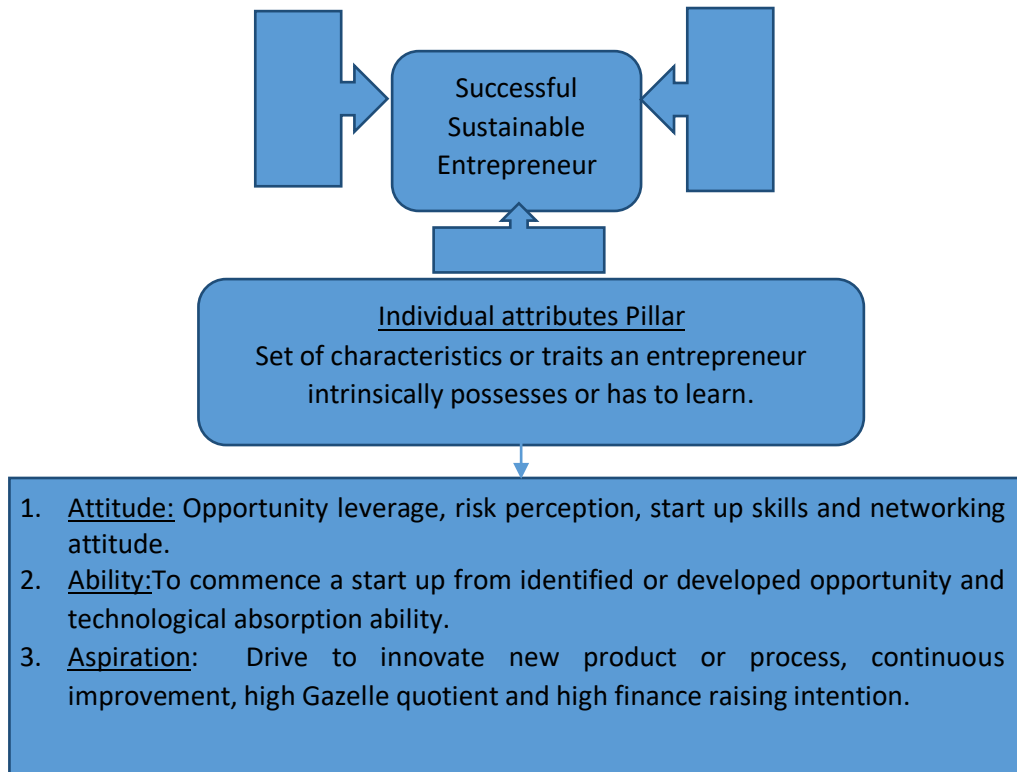 Successful
Sustainable
Entrepreneur
Individual attributes Pillar
Set of characteristics or traits an entrepreneur
intrinsically possesses or has to learn.
1. Attitude: Opportunity leverage, risk perception, start up skills and networking
attitude.
2. Ability:To commence a start up from identified or developed opportunity and
technological absorption ability.
3. Aspiration: Drive to innovate new product or process, continuous
improvement, high Gazelle quotient and high finance raising intention.